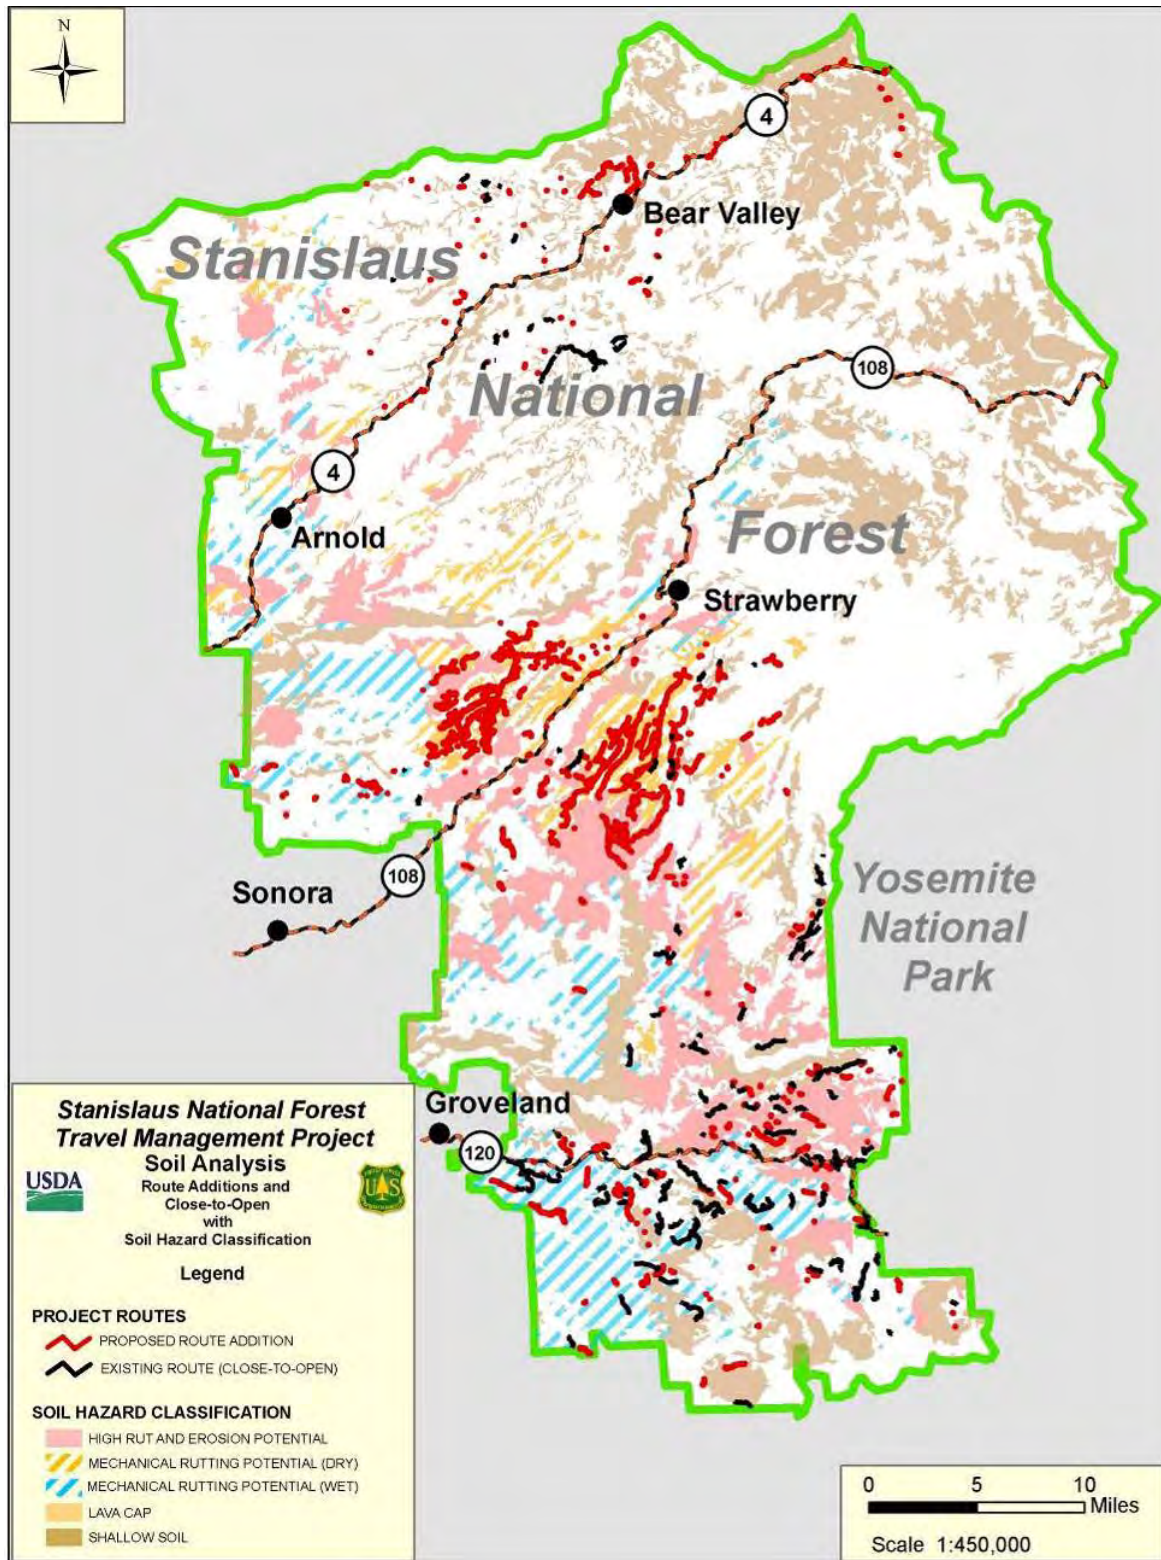 N
4
Bear Valley
Stanislaus
108
National
4
Arnold
Forest
Strawberry
108
Sonora
Yosemite
National
Park
Groveland
120
Stanislaus National Forest
Travel Management Project
Soil Analysis
Route Additions and
Close-to-Open
with
Soil Hazard Classification
USDA
U S
Legend
PROJECT ROUTES
PROPOSED ROUTE ADDITION
EXISTING ROUTE (CLOSE-TO-OPEN)
SOIL HAZARD CLASSIFICATION
HIGH RUT AND EROSION POTENTIAL
MECHANICAL RUTTING POTENTIAL (DRY)
MECHANICAL RUTTING POTENTIAL (WET)
LAVA CAP
SHALLOW SOIL
0 5 10
Miles
Scale 1:450,000